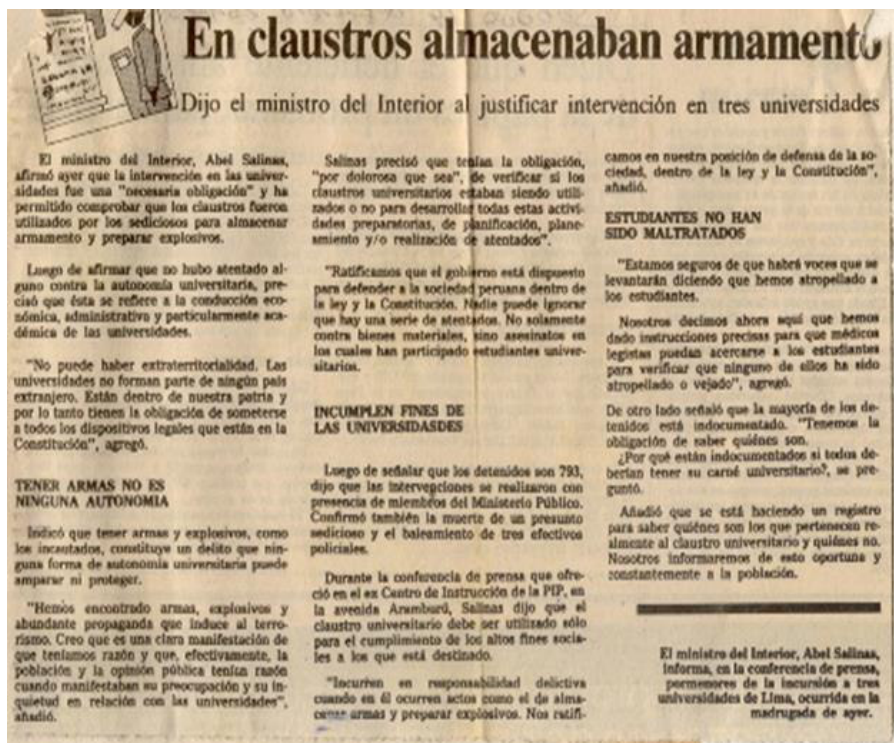 En claustros almacenaban armamento
Dijo el ministro del Interior al justificar intervención en tres universidades
El ministro del Interior, Abel Salinas,
afirmó ayer que la intervención en las univer-
sidades fue una "necesaria obligación" y ha
permitido comprobar que los claustros fueron
utilizados por los sediciosos para almacenar
armamento y preparar explosivos.
Luego de afirmar que no hubo atentado al-
guno contra la autonomía universitaria, pre-
cisó que ésta se refiere a la conducción eco-
nómica, administrativa y particularmente aca-
démica de las universidades.
"No puede haber extraterritorialidad. Las
universidades no forman parte de ningún país
extranjero. Están dentro de nuestra patria y
por lo tanto tienen la obligación de someterse
a todos los dispositivos legales que están en la
Constitución", agregó.
TENER ARMAS NO ES
NINGUNA AUTONOMIA
Indicó que tener armas y explosivos, como
los incautados, constituye un delito que nin-
guna forma de autonomía universitaria puede
amparar ni proteger.
"Hemos encontrado armas, explosivos y
abundante propaganda que induce al terro-
rismo. Creo que es una clara manifestación de
que teníamos razón y que, efectivamente, la
población y la opinión pública tenían razón
cuando manifestaban su preocupación y su in-
quietud en relación con las universidades",
añadió.
Salinas precisó que tenían la obligación,
"por dolorosa que sea", de verificar si los
claustros universitarios estaban siendo utili-
zados o no para desarrollar todas estas activi-
dades preparatorias, de planificación, plane-
amiento y/o realización de atentados".
"Ratificamos que el gobierno está dispuesto
para defender a la sociedad peruana dentro de
la ley y la Constitución. Nadie puede ignorar
que hay una serie de atentados. No solamente
contra bienes materiales, sino asesinatos en
los cuales han participado estudiantes univer-
sitarios.
INCUMPLEN FINES DE
LAS UNIVERSIDASDES
Luego de señalar que los detenidos son 793,
dijo que las intervenciones se realizaron con
presencia de miembros del Ministerio Público.
Confirmó también la muerte de un presunto
sedicioso y el baleamiento de tres efectivos
policiales.
Durante la conferencia de prensa que ofre-
ció en el ex Centro de Instrucción de la PIP, en
la avenida Aramburú, Salinas dijo que el
claustro universitario debe ser utilizado sólo
para el cumplimiento de los altos fines socia-
les a los que está destinado.
"Incurren en responsabilidad delictiva
cuando en él ocurren actos como el de alma-
cenar armas y preparar explosivos. Nos ratifi-
camos en nuestra posición de defensa de la so-
ciedad, dentro de la ley y la Constitución",
añadió.
ESTUDIANTES NO HAN
SIDO MALTRATADOS
"Estamos seguros de que habrá voces que se
levantarán diciendo que hemos atropellado a
los estudiantes.
Nosotros decimos ahora aquí que hemos
dado instrucciones precisas para que médicos
legistas puedan acercarse a los estudiantes
para verificar que ninguno de ellos ha sido
atropellado o vejado", agregó.
De otro lado señaló que la mayoría de los de-
tenidos está indocumentado. "Tenemos la
obligación de saber quiénes son.
¿Por qué están indocumentados si todos de-
berían tener su carné universitario?, se pre-
guntó.
Añadió que se está haciendo un registro
para saber quiénes son los que pertenecen re-
almente al claustro universitario y quiénes no.
Nosotros informaremos de esto oportuna y
constantemente a la población.
El ministro del Interior, Abel Salinas,
informa, en la conferencia de prensa,
pormenores de la incursión a tres
universidades de Lima, ocurrida en la
madrugada de ayer.